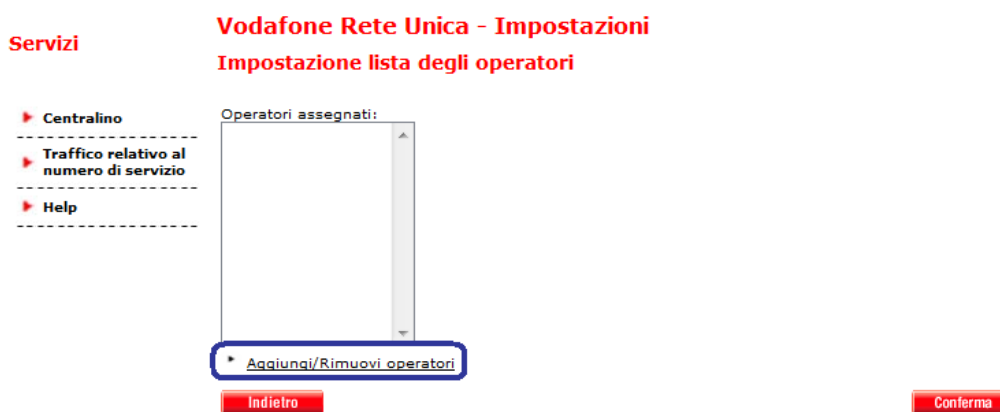 Servizi
Vodafone Rete Unica - Impostazioni
Impostazione lista degli operatori
Centralino
Traffico relativo al
numero di servizio
Help
Operatori assegnati:
Aggiungi/Rimuovi operatori
Indietro
Conferma